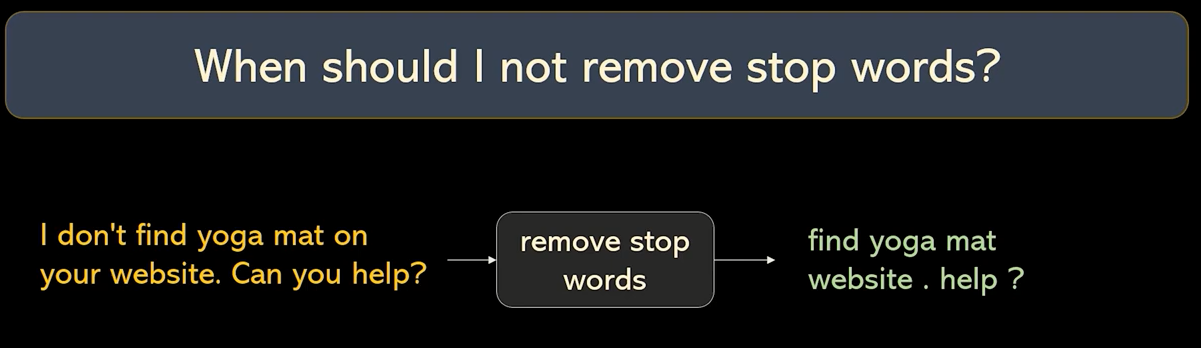 When should I not remove stop words?
I don't find yoga mat on
your website. Can you help?
remove stop
words
find yoga mat
website . help ?